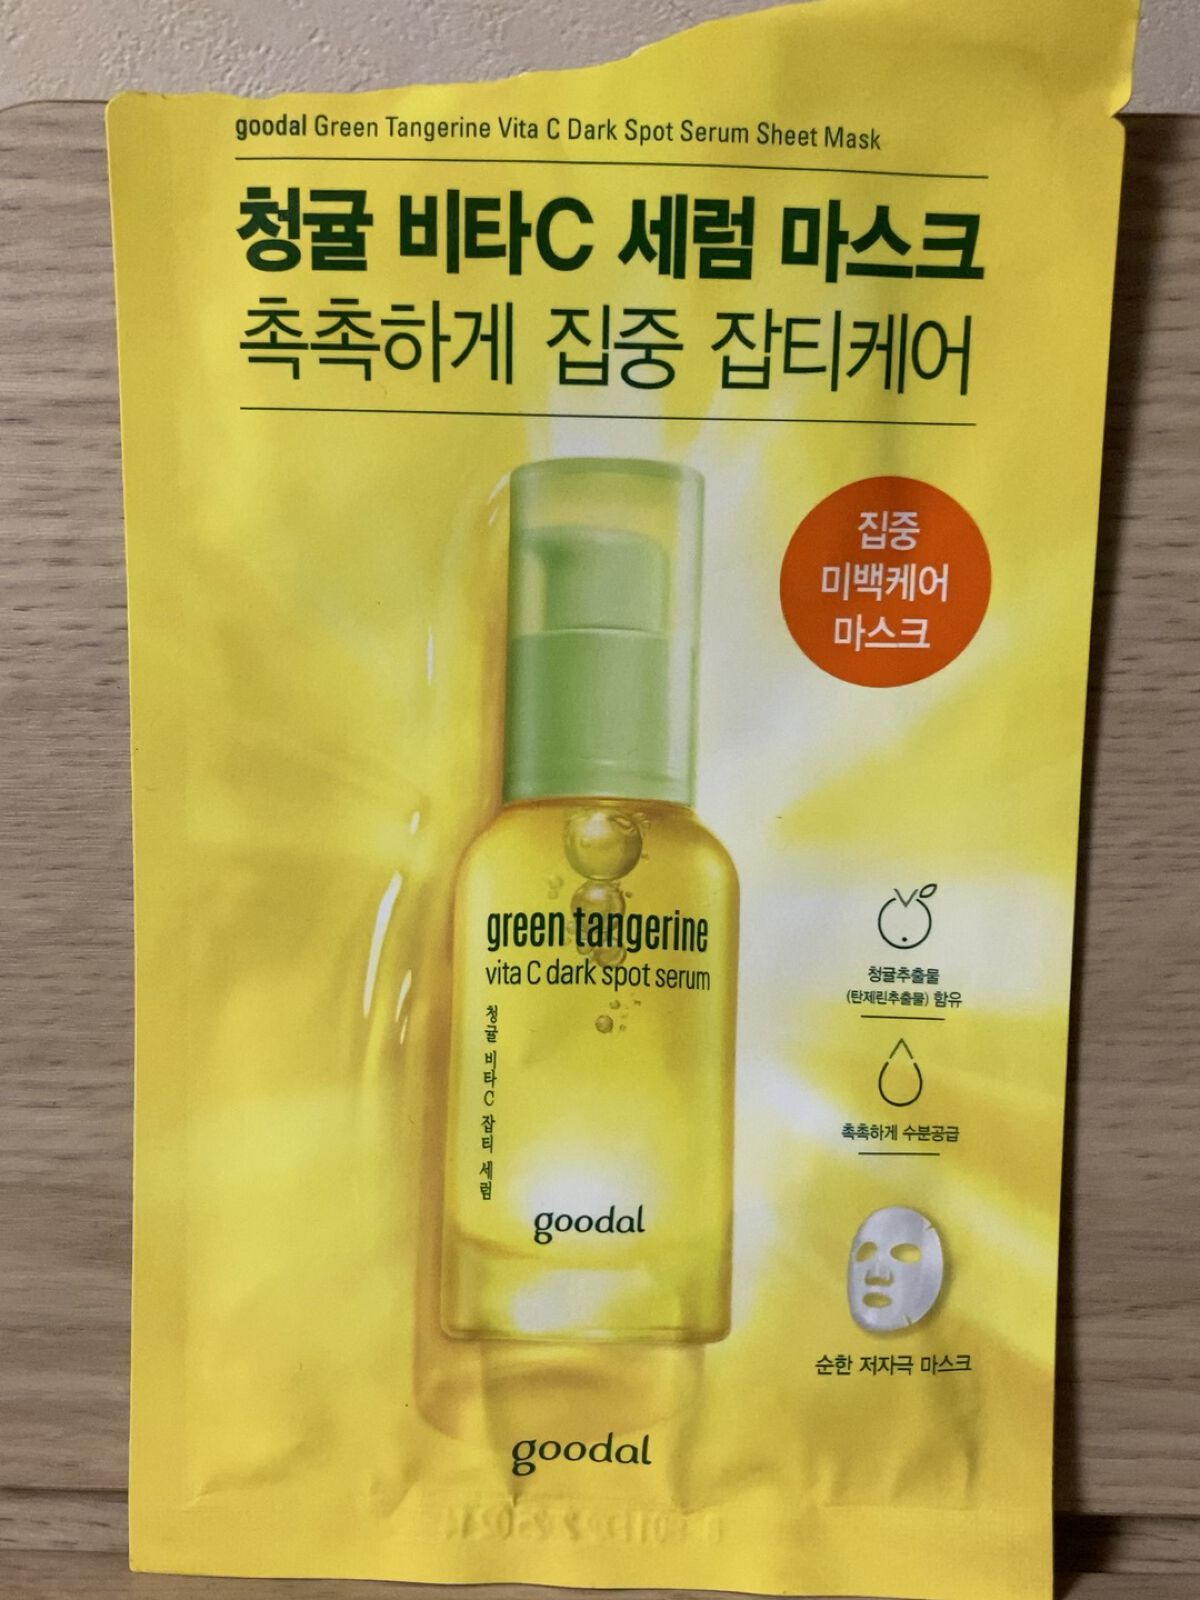 goodal Green Tangerine Vita C Dark Spot Serum Sheet Mask
청귤 비타C 세럼 마스크
촉촉하게 집중 잡티케어
집중
미백케어
마스크
green tangerine
vita C dark spot serum
청귤 비타C 잡티 세럼
goodal
청귤추출물
(탄제린추출물) 함유
촉촉하게 수분공급
순한 저자극 마스크
goodal